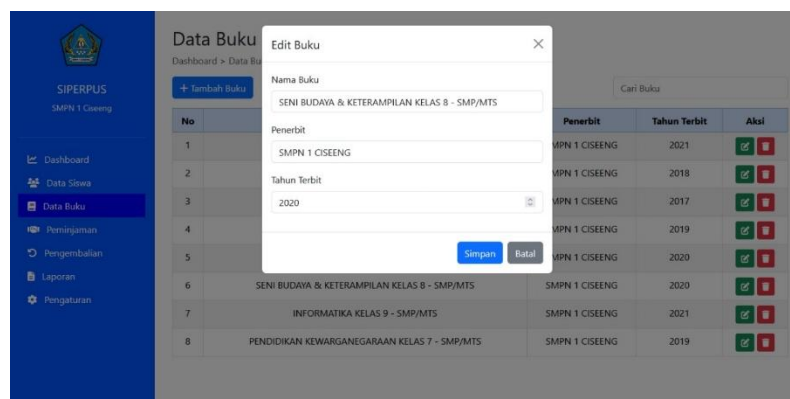 SIPERPUS
SMPN 1 Ciseeng
Dashboard
Data Siswa
Data Buku
Peminjaman
Pengembalian
Laporan
Pengaturan
Data Buku
Dashboard > Data Bu
+ Tambah Buku
Cari Buku
No Penerbit Tahun Terbit Aksi
1 MPN 1 CISEENG 2021
2 MPN 1 CISEENG 2018
3 MPN 1 CISEENG 2017
4 MPN 1 CISEENG 2019
5 MPN 1 CISEENG 2020
6 SENI BUDAYA & KETERAMPILAN KELAS 8 - SMP/MTS SMPN 1 CISEENG 2020
7 INFORMATIKA KELAS 9 - SMP/MTS SMPN 1 CISEENG 2021
8 PENDIDIKAN KEWARGANEGARAAN KELAS 7 - SMP/MTS SMPN 1 CISEENG 2019
Edit Buku
Nama Buku
SENI BUDAYA & KETERAMPILAN KELAS 8 - SMP/MTS
Penerbit
SMPN 1 CISEENG
Tahun Terbit
2020
Simpan Batal